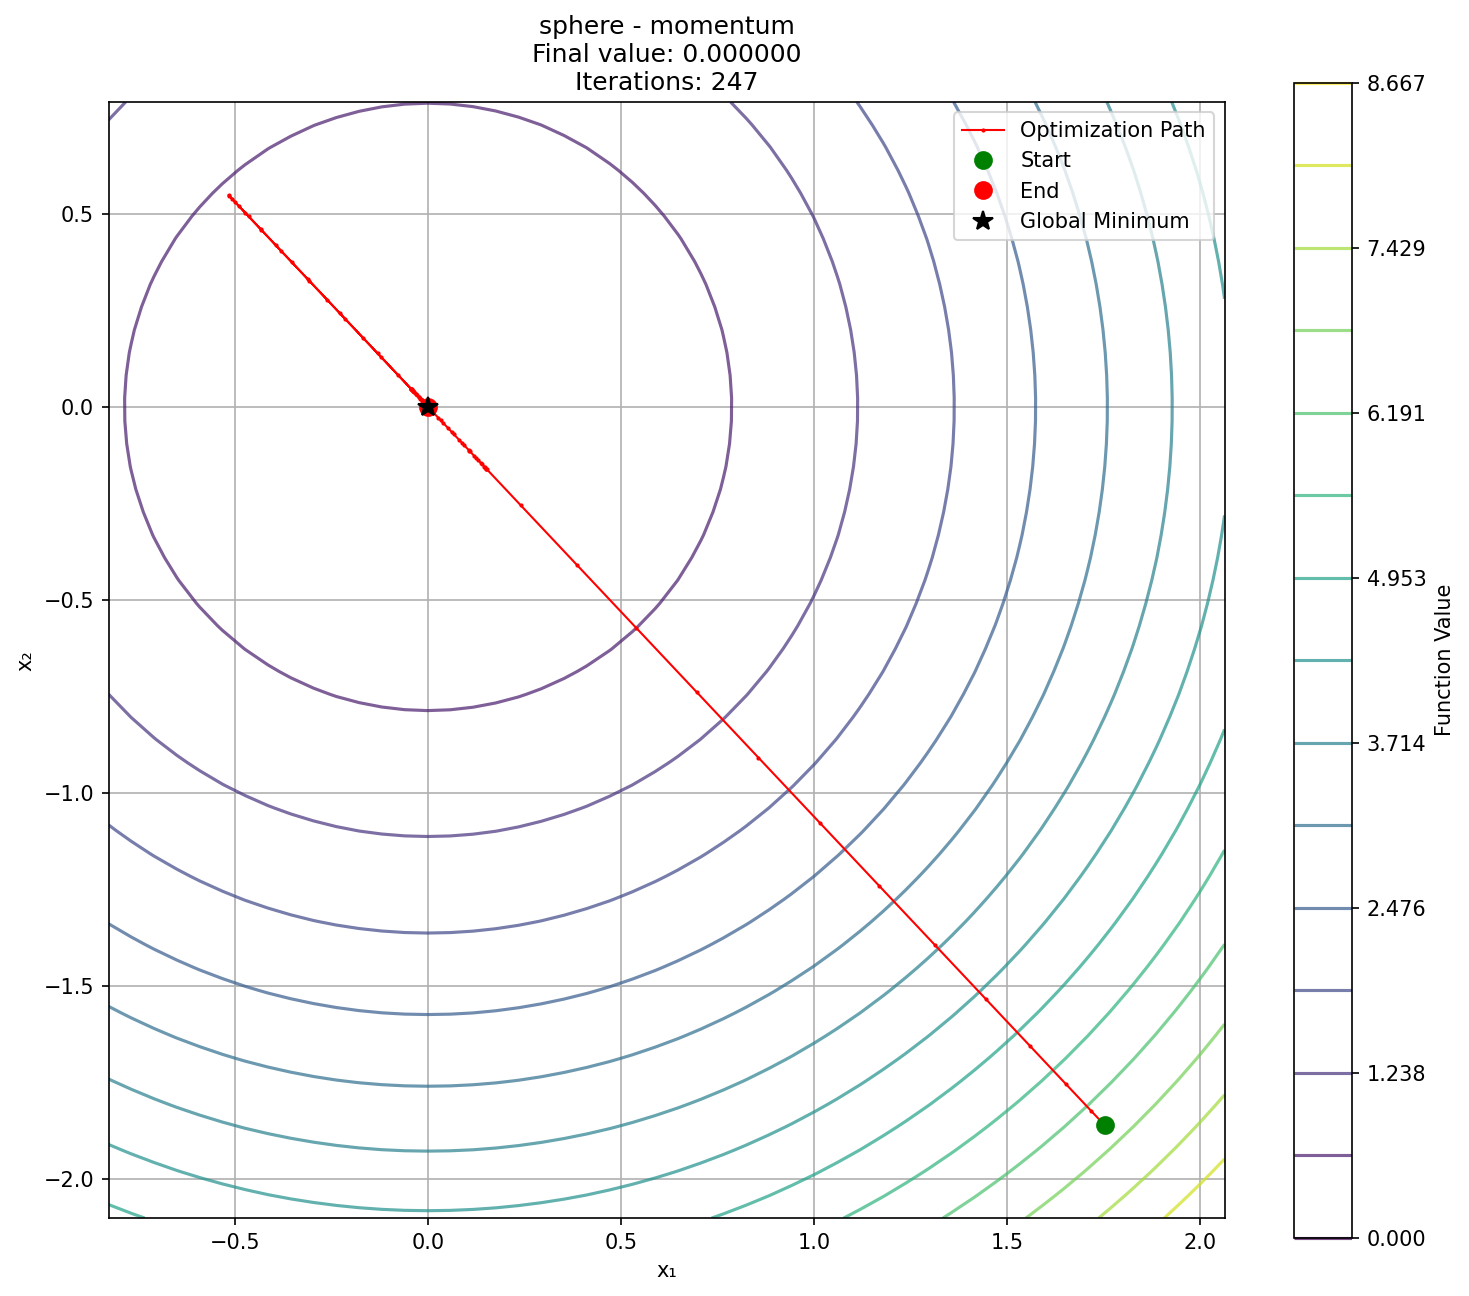 sphere - momentum
Final value: 0.000000
Iterations: 247
Optimization Path
Start
End
Global Minimum
0.5
0.0
−0.5
−1.0
−1.5
−2.0
x₂
−0.5
0.0
0.5
1.0
1.5
2.0
x₁
8.667
7.429
6.191
4.953
3.714
2.476
1.238
0.000
Function Value